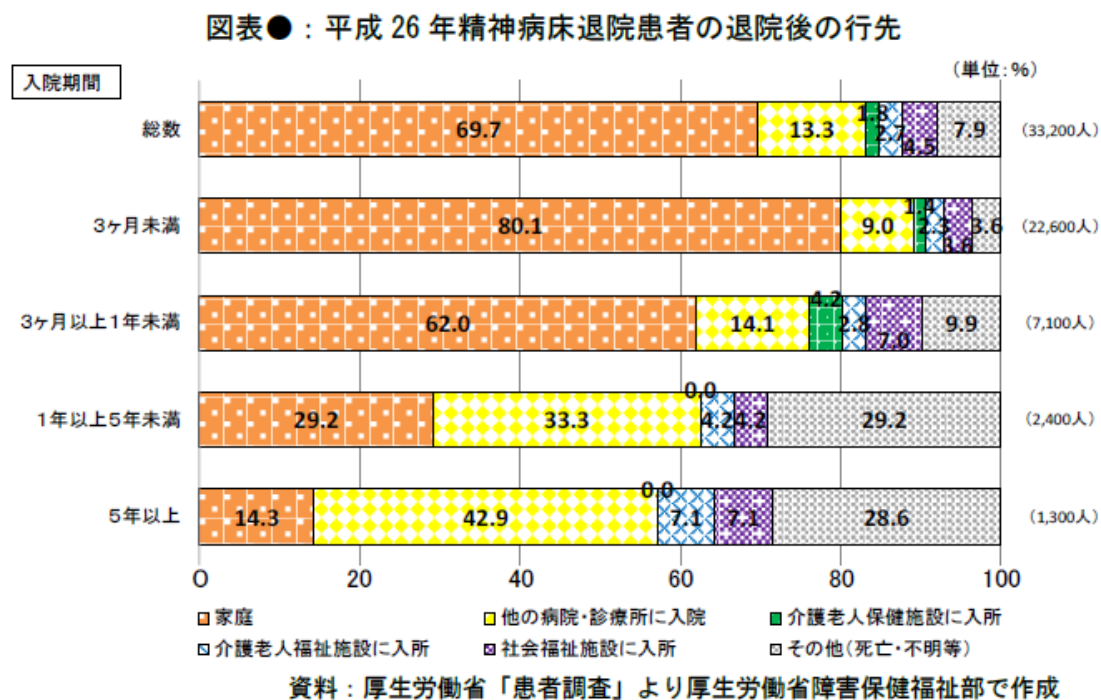 図表●：平成 26 年精神病床退院患者の退院後の行先
入院期間
（単位：％）
総数 69.7 13.3 1.8 2.7 4.5 7.9 （33,200人）
3ヶ月未満 80.1 9.0 1.4 2.3 3.6 3.6 （22,600人）
3ヶ月以上1年未満 62.0 14.1 4.2 2.8 7.0 9.9 （7,100人）
1年以上5年未満 29.2 33.3 0.0 4.2 4.2 29.2 （2,400人）
5年以上 14.3 42.9 0.0 7.1 7.1 28.6 （1,300人）
0 20 40 60 80 100
家庭 他の病院・診療所に入院 介護老人保健施設に入所
介護老人福祉施設に入所 社会福祉施設に入所 その他（死亡・不明等）
資料：厚生労働省「患者調査」より厚生労働省障害保健福祉部で作成